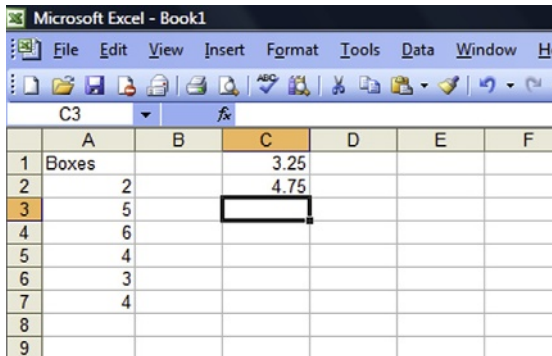 Microsoft Excel - Book1
File Edit View Insert Format Tools Data Window H
ABC
C3 fx
A B C D E F
1 Boxes 3.25
2 2 4.75
3 5
4 6
5 4
6 3
7 4
8
9